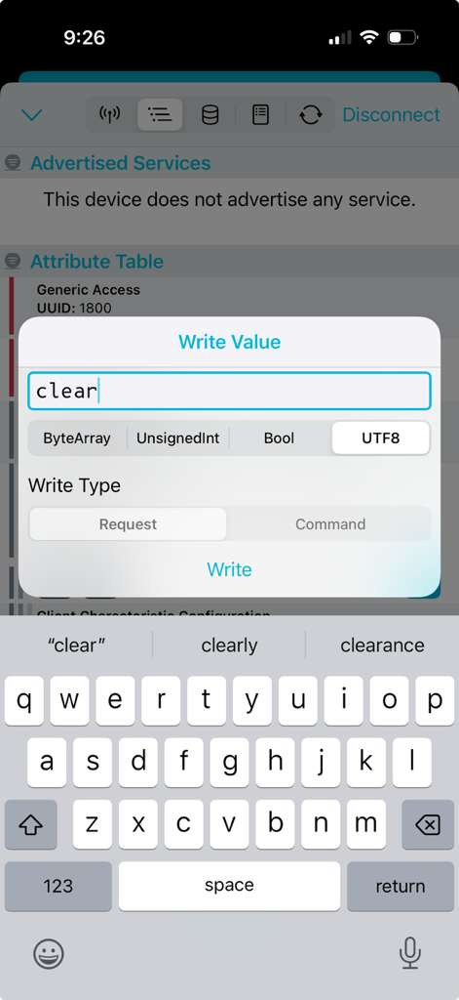 9:26
Disconnect
Advertised Services
This device does not advertise any service.
Attribute Table
Generic Access
UUID: 1800
Write Value
clear
ByteArray UnsignedInt Bool UTF8
Write Type
Request Command
Write
Client Characteristic Configuration
“clear” clearly clearance
q w e r t y u i o p
a s d f g h j k l
z x c v b n m
123 space return